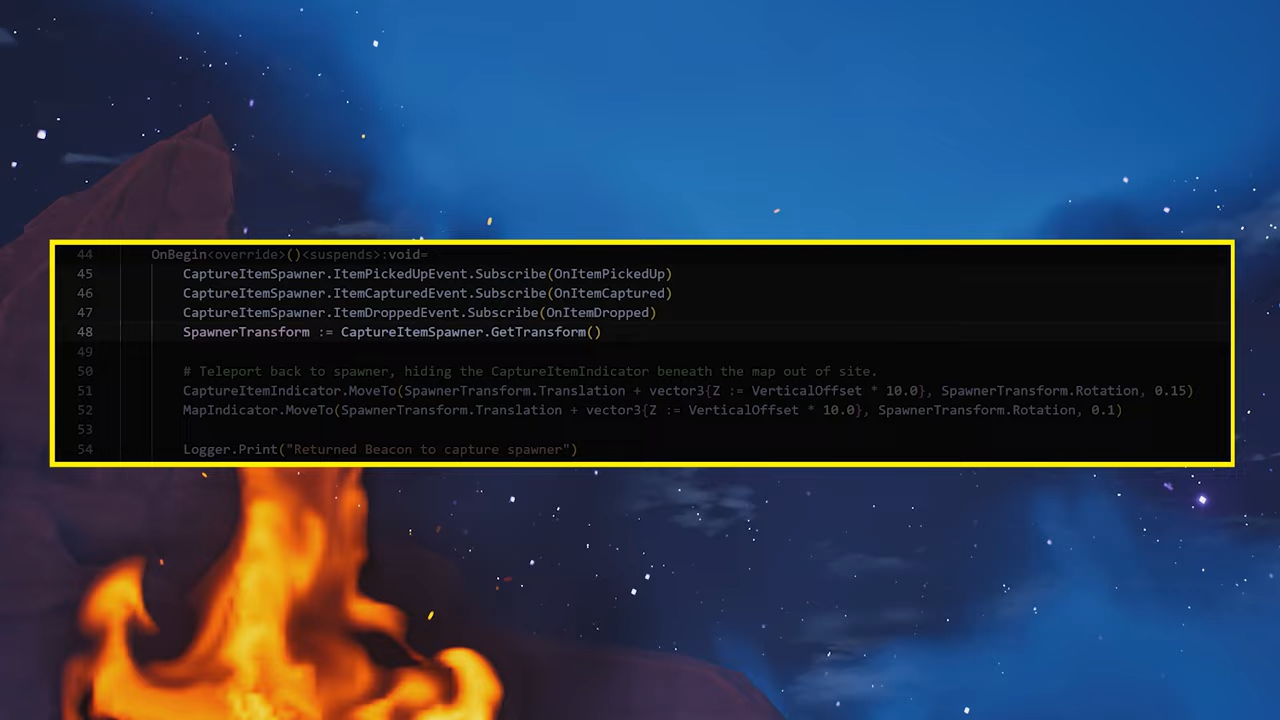 44 OnBegin<override>()<suspends>:void=
45 CaptureItemSpawner.ItemPickedUpEvent.Subscribe(OnItemPickedUp)
46 CaptureItemSpawner.ItemCapturedEvent.Subscribe(OnItemCaptured)
47 CaptureItemSpawner.ItemDroppedEvent.Subscribe(OnItemDropped)
48 SpawnerTransform := CaptureItemSpawner.GetTransform()
49
50 # Teleport back to spawner, hiding the CaptureItemIndicator beneath the map out of site.
51 CaptureItemIndicator.MoveTo(SpawnerTransform.Translation + vector3{Z := VerticalOffset * 10.0}, SpawnerTransform.Rotation, 0.15)
52 MapIndicator.MoveTo(SpawnerTransform.Translation + vector3{Z := VerticalOffset * 10.0}, SpawnerTransform.Rotation, 0.1)
53
54 Logger.Print("Returned Beacon to capture spawner")